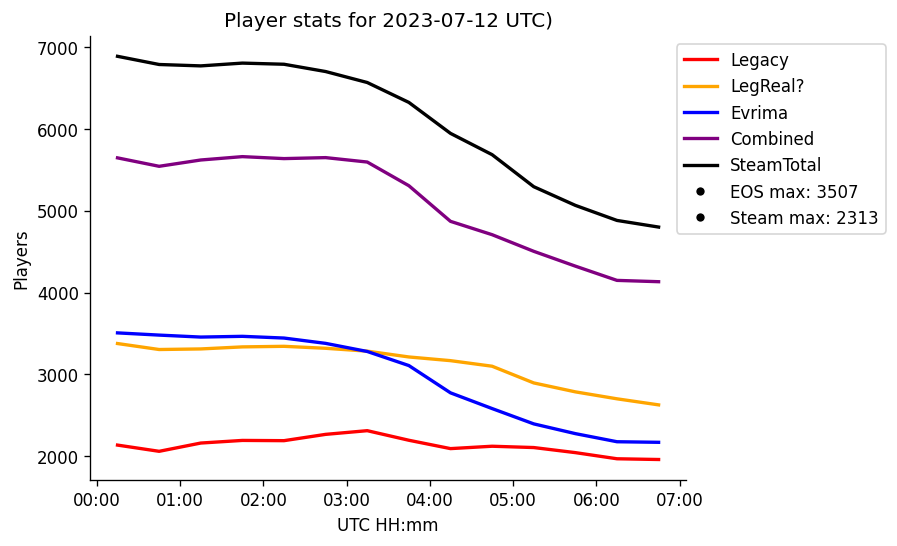 Player stats for 2023-07-12 UTC)
7000
6000
5000
4000
3000
2000
Players
00:00 01:00 02:00 03:00 04:00 05:00 06:00 07:00
UTC HH:mm
Legacy
LegReal?
Evrima
Combined
SteamTotal
EOS max: 3507
Steam max: 2313